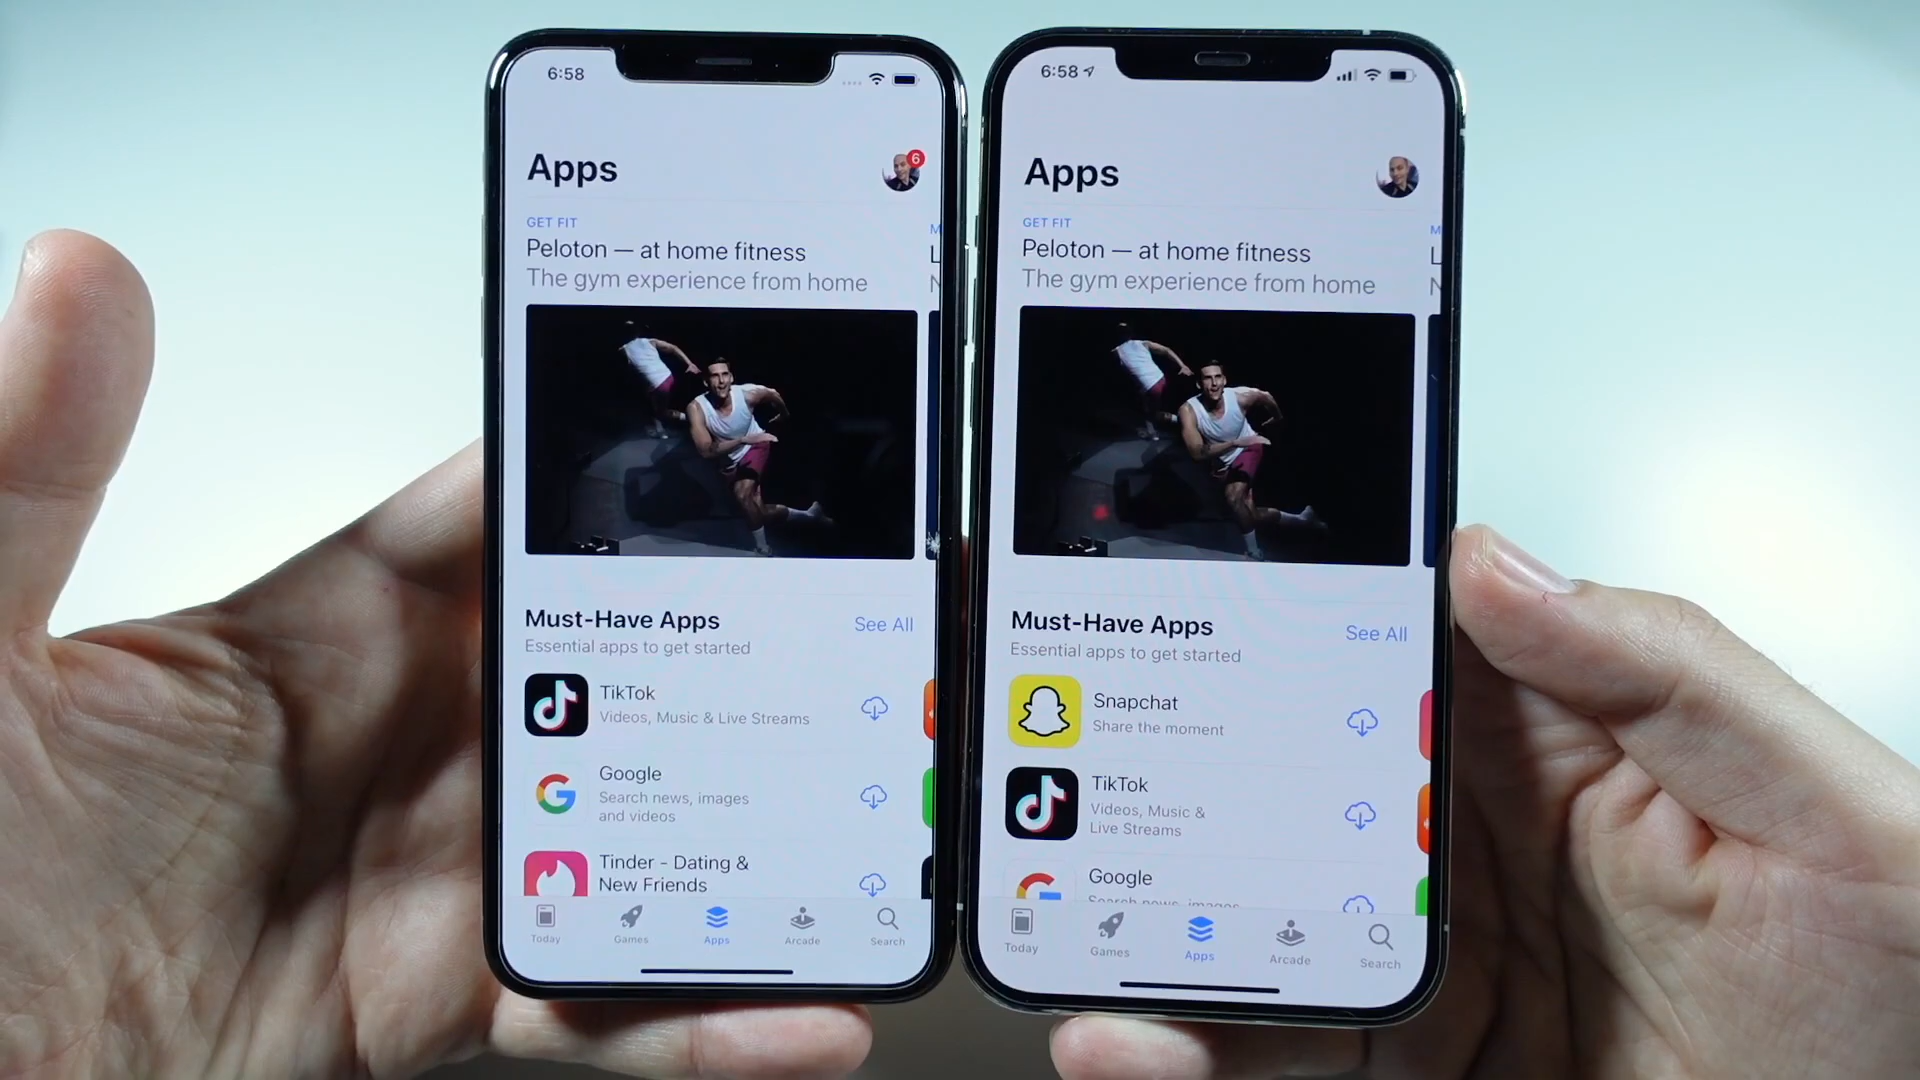 6:58
Apps
6
GET FIT
Peloton — at home fitness
The gym experience from home
Must-Have Apps
See All
Essential apps to get started
TikTok
Videos, Music & Live Streams
Google
Search news, images
and videos
Tinder - Dating &
New Friends
Today
Games
Apps
Arcade
Search
6:58
Apps
GET FIT
Peloton — at home fitness
The gym experience from home
Must-Have Apps
See All
Essential apps to get started
Snapchat
Share the moment
TikTok
Videos, Music &
Live Streams
Google
Search news, images
Today
Games
Apps
Arcade
Search